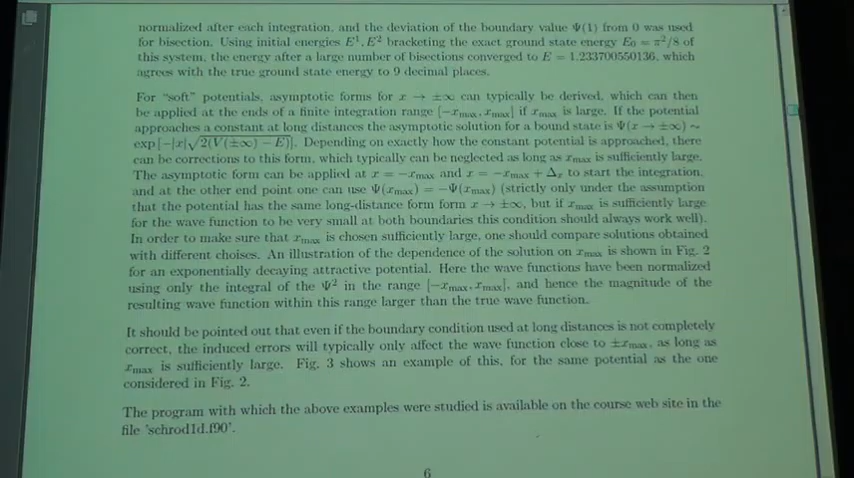 normalized after each integration, and the deviation of the boundary value Ψ(1) from 0 was used
for bisection. Using initial energies E¹, E² bracketing the exact ground state energy E₀ = π²/8 of
this system, the energy after a large number of bisections converged to E = 1.233700550136, which
agrees with the true ground state energy to 9 decimal places.
For "soft" potentials, asymptotic forms for x → ±∞ can typically be derived, which can then
be applied at the ends of a finite integration range [−xmax, xmax] if xmax is large. If the potential
approaches a constant at long distances the asymptotic solution for a bound state is Ψ(x → ±∞) ~
exp[−|x|√2(V(±∞) − E)]. Depending on exactly how the constant potential is approached, there
can be corrections to this form, which typically can be neglected as long as xmax is sufficiently large.
The asymptotic form can be applied at x = −xmax and x = −xmax + Δx to start the integration,
and at the other end point one can use Ψ(xmax) = −Ψ(xmax) (strictly only under the assumption
that the potential has the same long-distance form form x → ±∞, but if xmax is sufficiently large
for the wave function to be very small at both boundaries this condition should always work well).
In order to make sure that xmax is chosen sufficiently large, one should compare solutions obtained
with different choises. An illustration of the dependence of the solution on xmax is shown in Fig. 2
for an exponentially decaying attractive potential. Here the wave functions have been normalized
using only the integral of the Ψ² in the range [−xmax, xmax], and hence the magnitude of the
resulting wave function within this range larger than the true wave function.
It should be pointed out that even if the boundary condition used at long distances is not completely
correct, the induced errors will typically only affect the wave function close to ±xmax, as long as
xmax is sufficiently large. Fig. 3 shows an example of this, for the same potential as the one
considered in Fig. 2.
The program with which the above examples were studied is available on the course web site in the
file 'schrod1d.f90'.
6